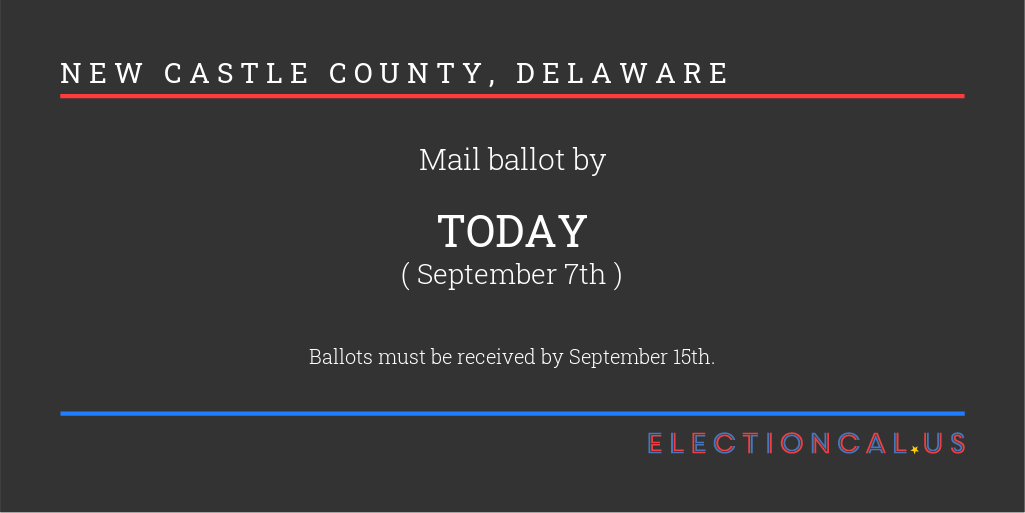 NEW CASTLE COUNTY, DELAWARE
Mail ballot by
TODAY
( September 7th )
Ballots must be received by September 15th.
ELECTIONCAL.US